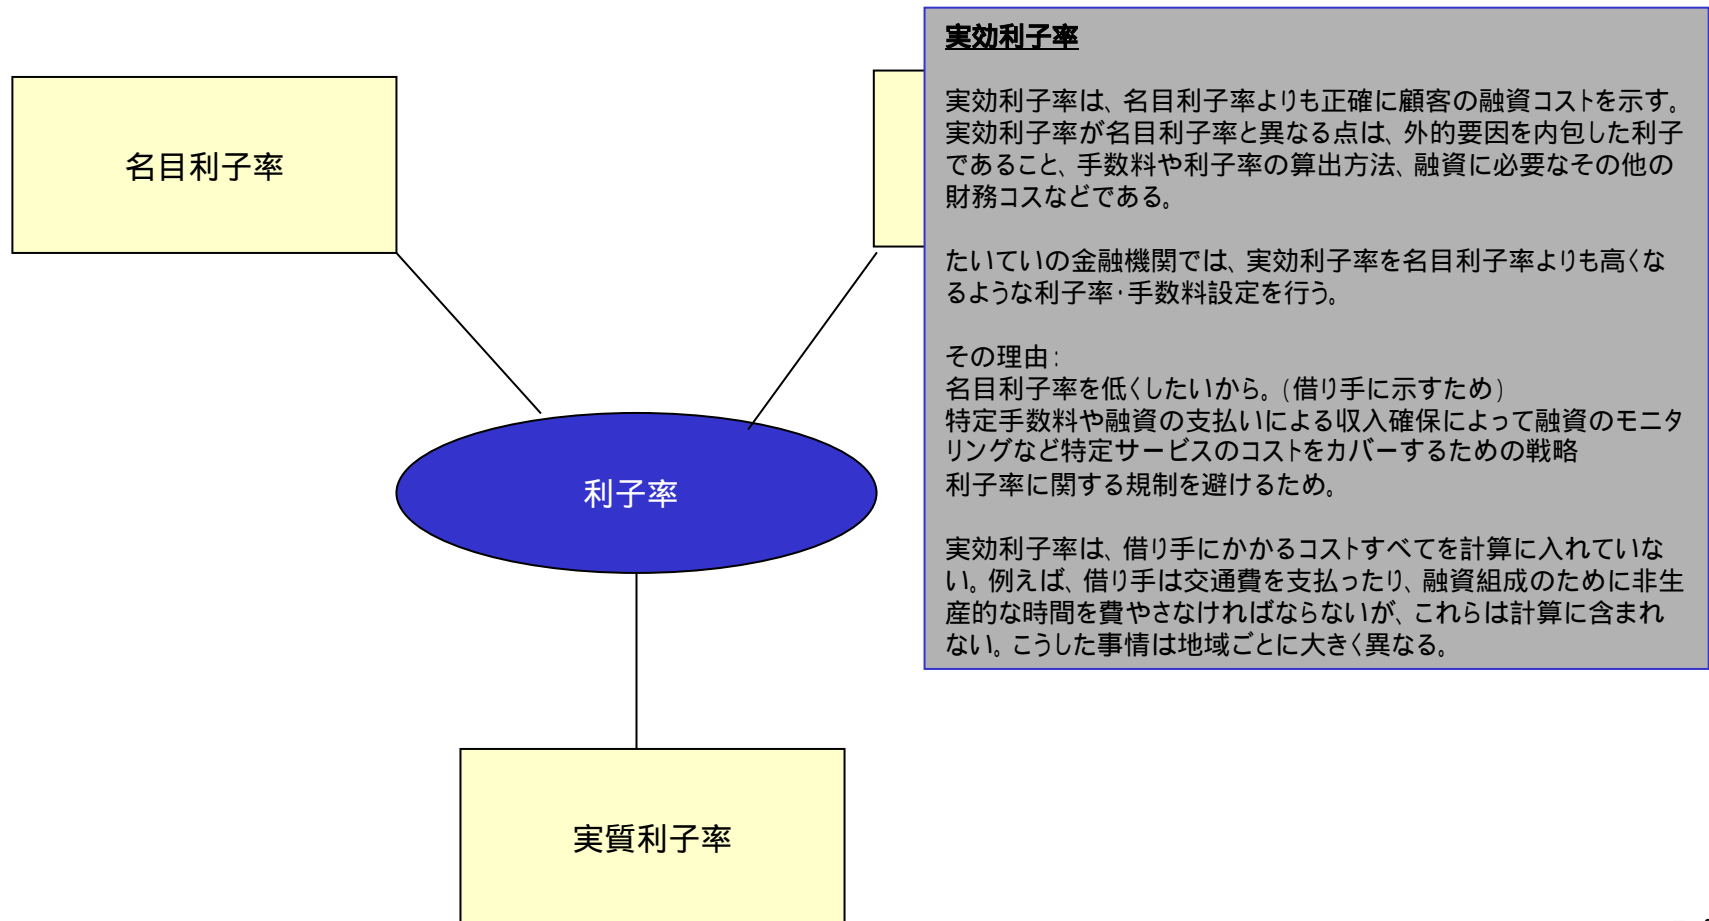 実効利子率
実効利子率は、名目利子率よりも正確に顧客の融資コストを示す。
実効利子率が名目利子率と異なる点は、外的要因を内包した利子
であること、手数料や利子率の算出方法、融資に必要なその他の
財務コスなどである。
たいていの金融機関では、実効利子率を名目利子率よりも高くな
るような利子率・手数料設定を行う。
その理由:
名目利子率を低くしたいから。(借り手に示すため)
特定手数料や融資の支払いによる収入確保によって融資のモニタ
リングなど特定サービスのコストをカバーするための戦略
利子率に関する規制を避けるため。
実効利子率は、借り手にかかるコストすべてを計算に入れていな
い。例えば、借り手は交通費を支払ったり、融資組成のために非生
産的な時間を費やさなければならないが、これらは計算に含まれ
ない。こうした事情は地域ごとに大きく異なる。
名目利子率
利子率
実質利子率